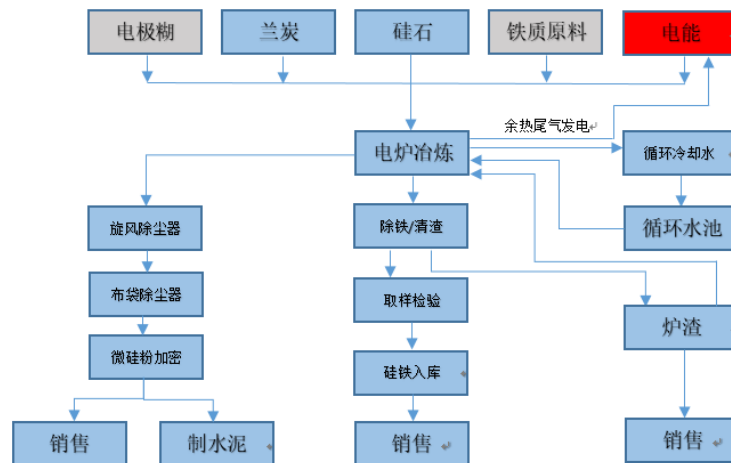 电极糊
兰炭
硅石
铁质原料
电能
余热尾气发电
电炉冶炼
循环冷却水
旋风除尘器
除铁/清渣
循环水池
布袋除尘器
取样检验
炉渣
微硅粉加密
硅铁入库
销售
制水泥
销售
销售